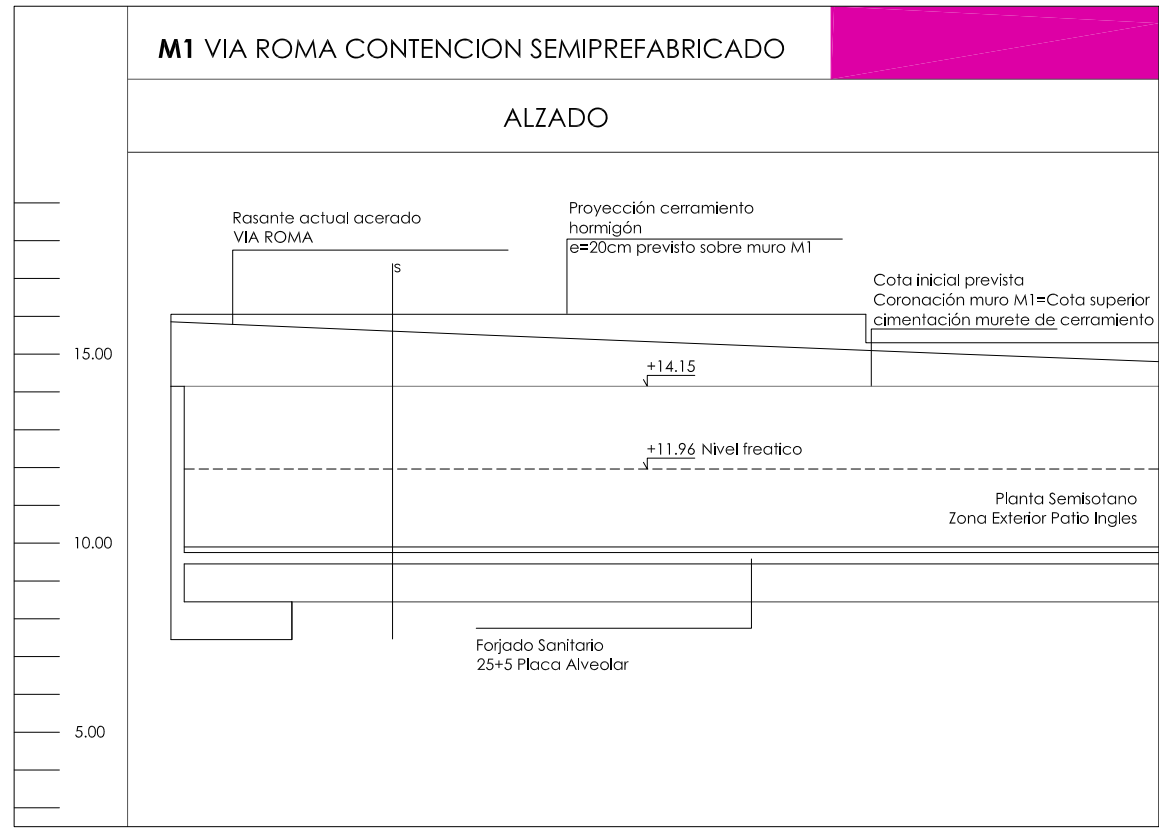 M1 VIA ROMA CONTENCION SEMIPREFABRICADO
ALZADO
Rasante actual acerado
VIA ROMA
Proyección cerramiento
hormigón
e=20cm previsto sobre muro M1
s
Cota inicial prevista
Coronación muro M1=Cota superior
cimentación murete de cerramiento
15.00
+14.15
+11.96 Nivel freatico
Planta Semisotano
Zona Exterior Patio Ingles
10.00
Forjado Sanitario
25+5 Placa Alveolar
5.00